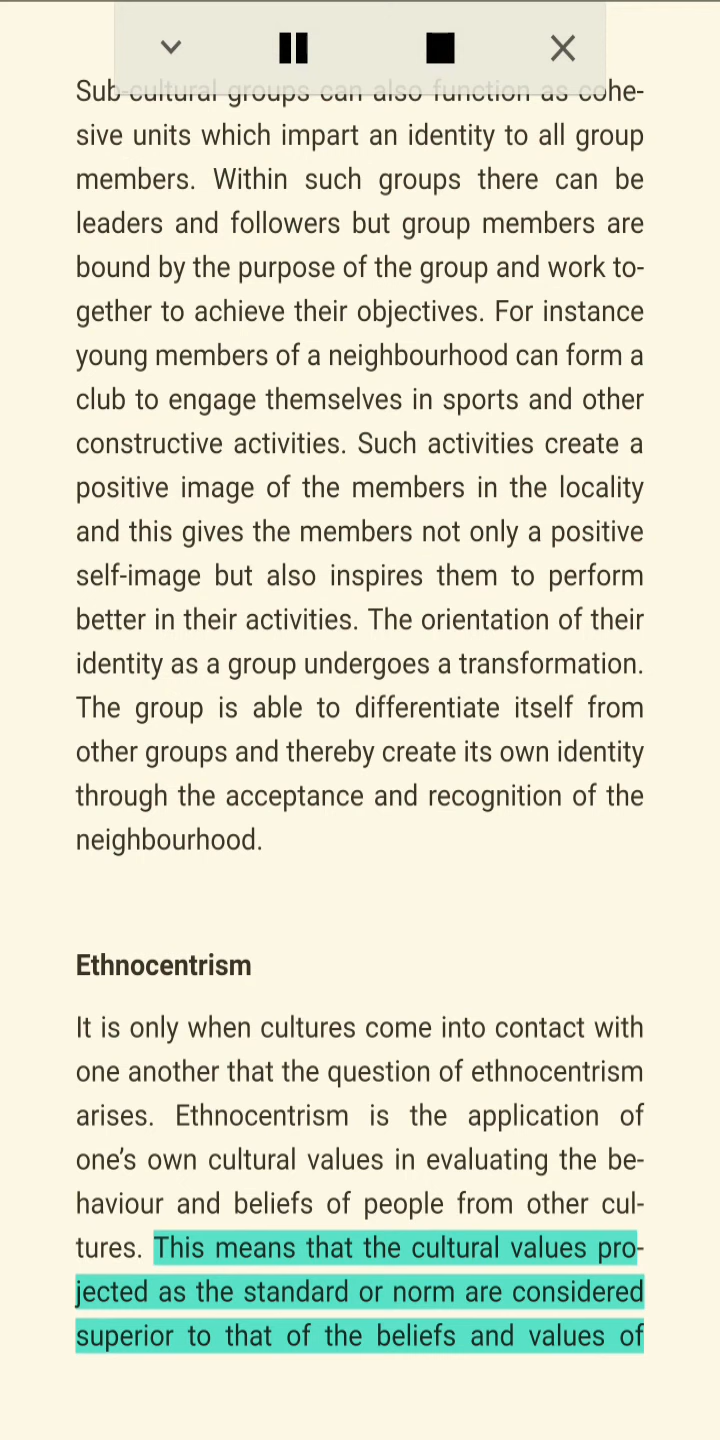 Sub-cultural groups can also function as cohe-
sive units which impart an identity to all group
members. Within such groups there can be
leaders and followers but group members are
bound by the purpose of the group and work to-
gether to achieve their objectives. For instance
young members of a neighbourhood can form a
club to engage themselves in sports and other
constructive activities. Such activities create a
positive image of the members in the locality
and this gives the members not only a positive
self-image but also inspires them to perform
better in their activities. The orientation of their
identity as a group undergoes a transformation.
The group is able to differentiate itself from
other groups and thereby create its own identity
through the acceptance and recognition of the
neighbourhood.
Ethnocentrism
It is only when cultures come into contact with
one another that the question of ethnocentrism
arises. Ethnocentrism is the application of
one’s own cultural values in evaluating the be-
haviour and beliefs of people from other cul-
tures. This means that the cultural values pro-
jected as the standard or norm are considered
superior to that of the beliefs and values of